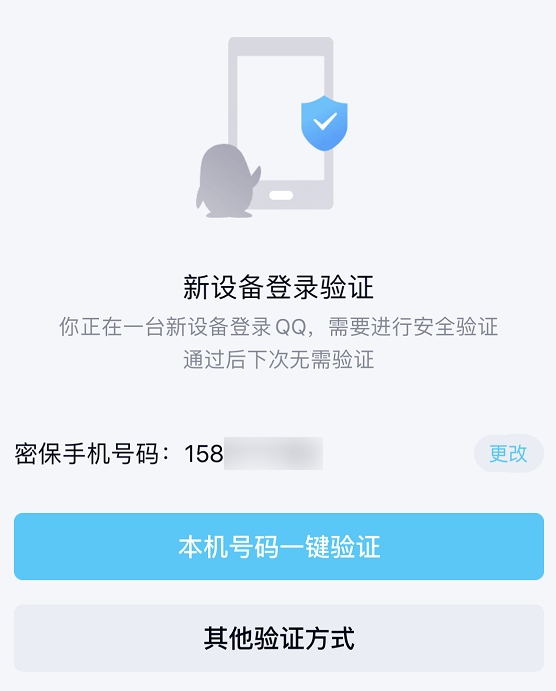 新设备登录验证
你正在一台新设备登录QQ，需要进行安全验证
通过后下次无需验证
密保手机号码：158
更改
本机号码一键验证
其他验证方式